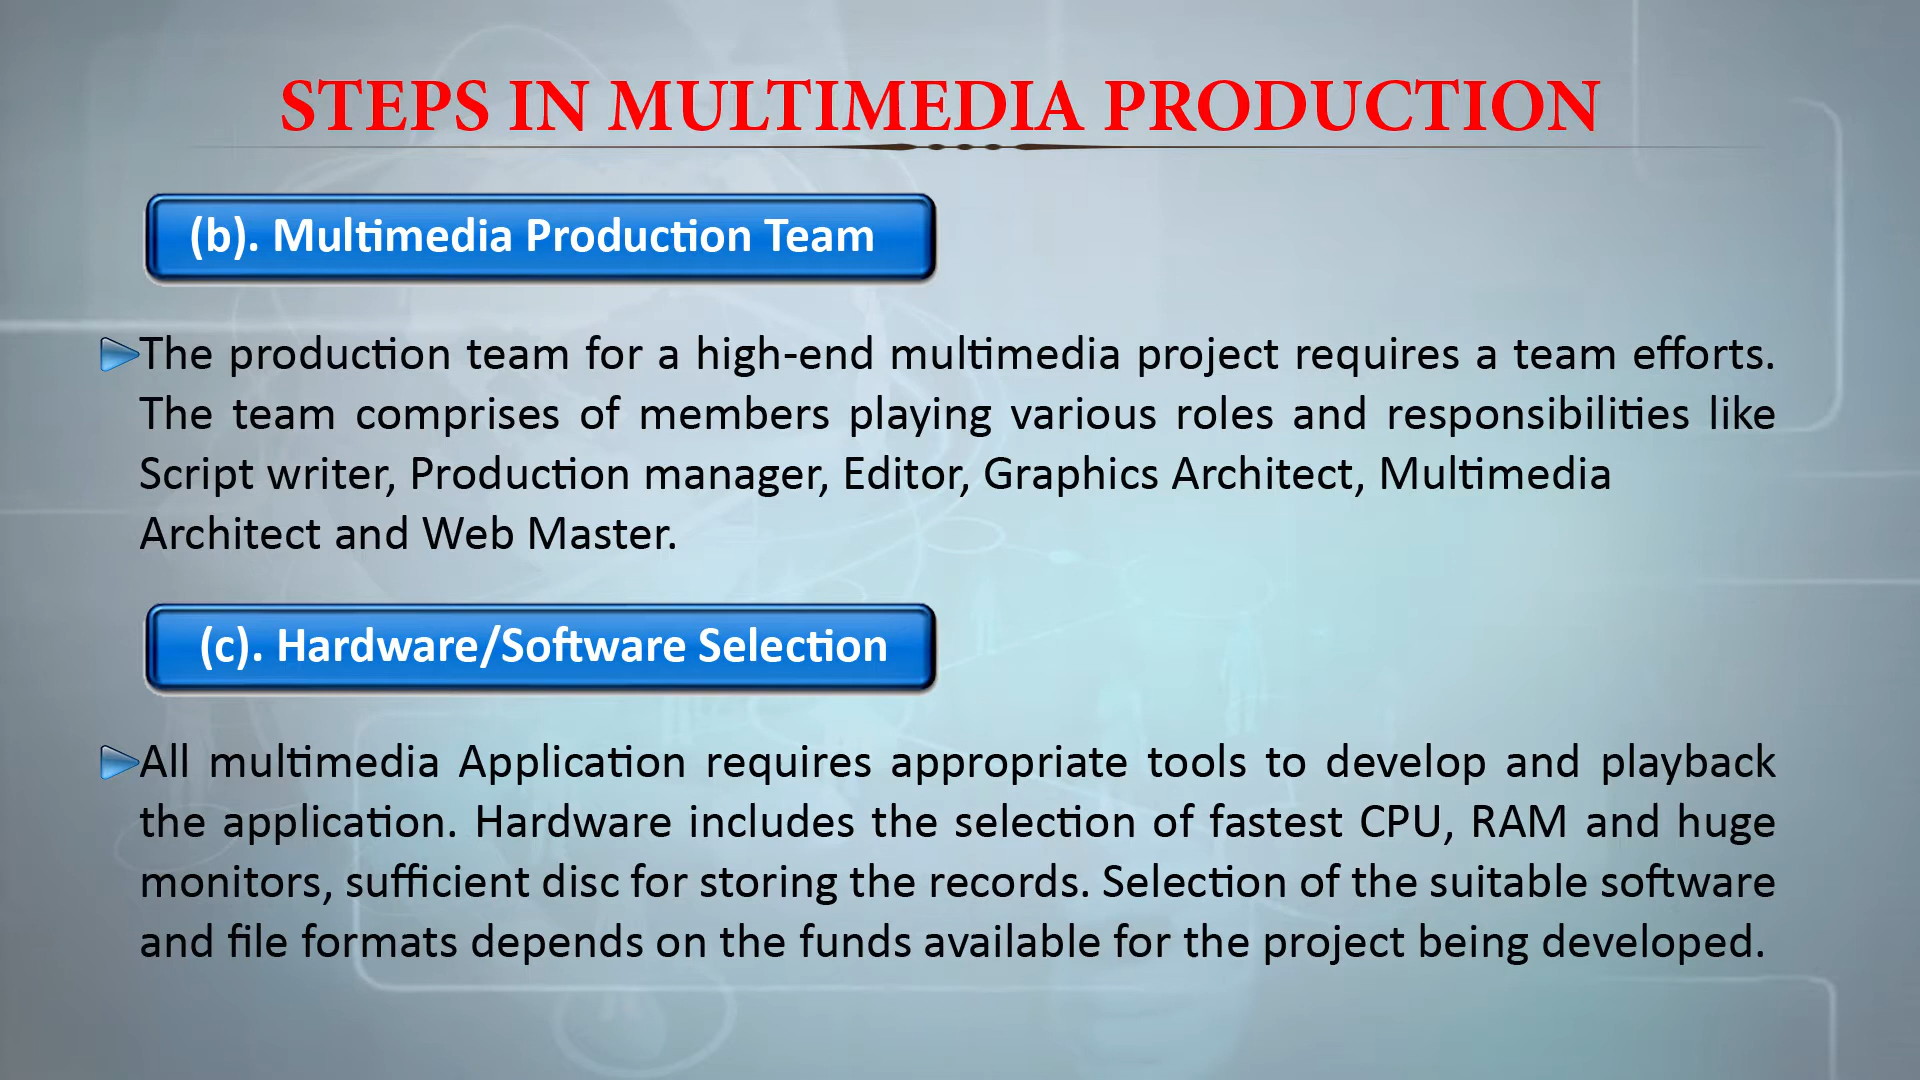 STEPS IN MULTIMEDIA PRODUCTION
(b). Multimedia Production Team
The production team for a high-end multimedia project requires a team efforts.
The team comprises of members playing various roles and responsibilities like
Script writer, Production manager, Editor, Graphics Architect, Multimedia
Architect and Web Master.
(c). Hardware/Software Selection
All multimedia Application requires appropriate tools to develop and playback
the application. Hardware includes the selection of fastest CPU, RAM and huge
monitors, sufficient disc for storing the records. Selection of the suitable software
and file formats depends on the funds available for the project being developed.